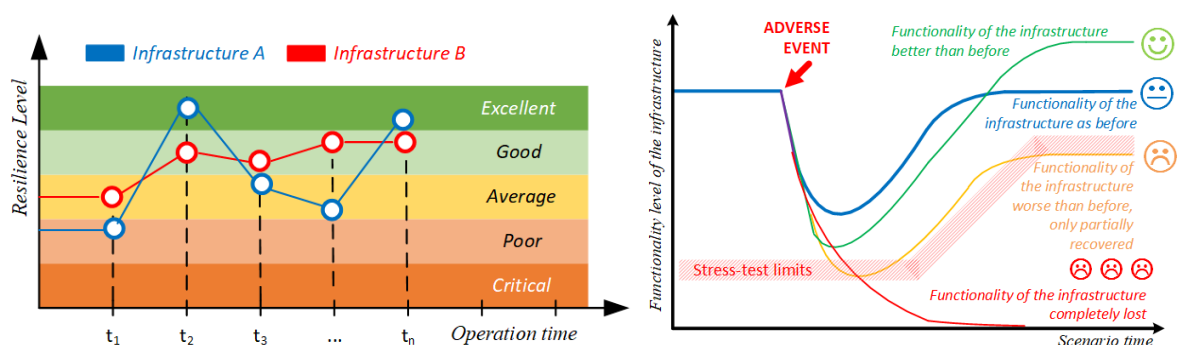 Infrastructure A
Infrastructure B
Resilience Level
Excellent
Good
Average
Poor
Critical
t1
t2
t3
...
tn
Operation time
Functionality level of the infrastructure
ADVERSE
EVENT
Functionality of the infrastructure
better than before
Functionality of the
infrastructure as before
Functionality of
the infrastructure
worse than before,
only partially
recovered
Stress-test limits
Functionality of the infrastructure
completely lost
Scenario time